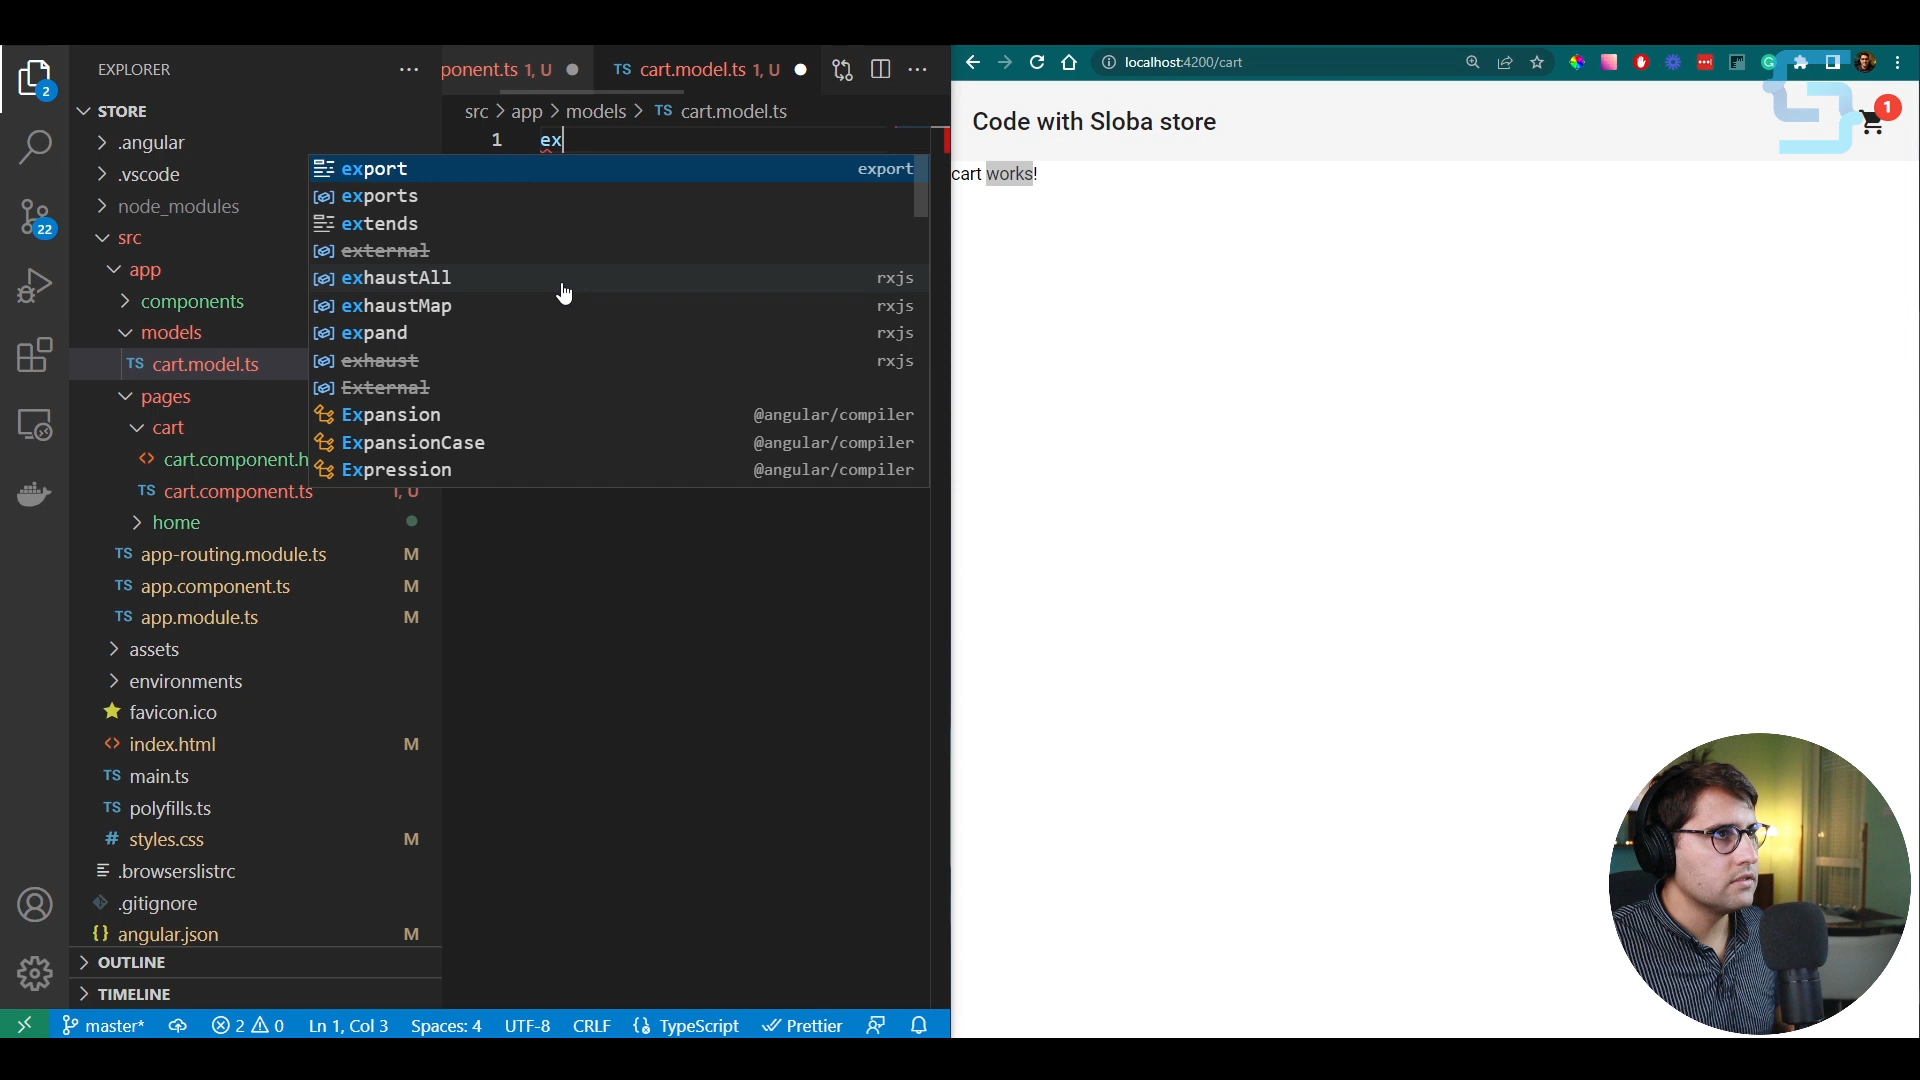 EXPLORER
ponent.ts 1, U
TS cart.model.ts 1, U
localhost:4200/cart
STORE
src > app > models > TS cart.model.ts
Code with Sloba store
1
.angular
1 ex
cart works!
.vscode
export export
node_modules
exports
src
extends
external
22
app
exhaustAll rxjs
components
exhaustMap rxjs
models
expand rxjs
TS cart.model.ts
exhaust rxjs
pages
External
cart
Expansion @angular/compiler
ExpansionCase @angular/compiler
cart.component.h
Expression @angular/compiler
TS cart.component.ts 1, U
home
TS app-routing.module.ts M
TS app.component.ts M
TS app.module.ts M
assets
environments
favicon.ico
index.html M
TS main.ts
TS polyfills.ts
# styles.css M
.browserslistrc
.gitignore
{} angular.json M
OUTLINE
TIMELINE
master* 2 0 Ln 1, Col 3 Spaces: 4 UTF-8 CRLF TypeScript Prettier
2